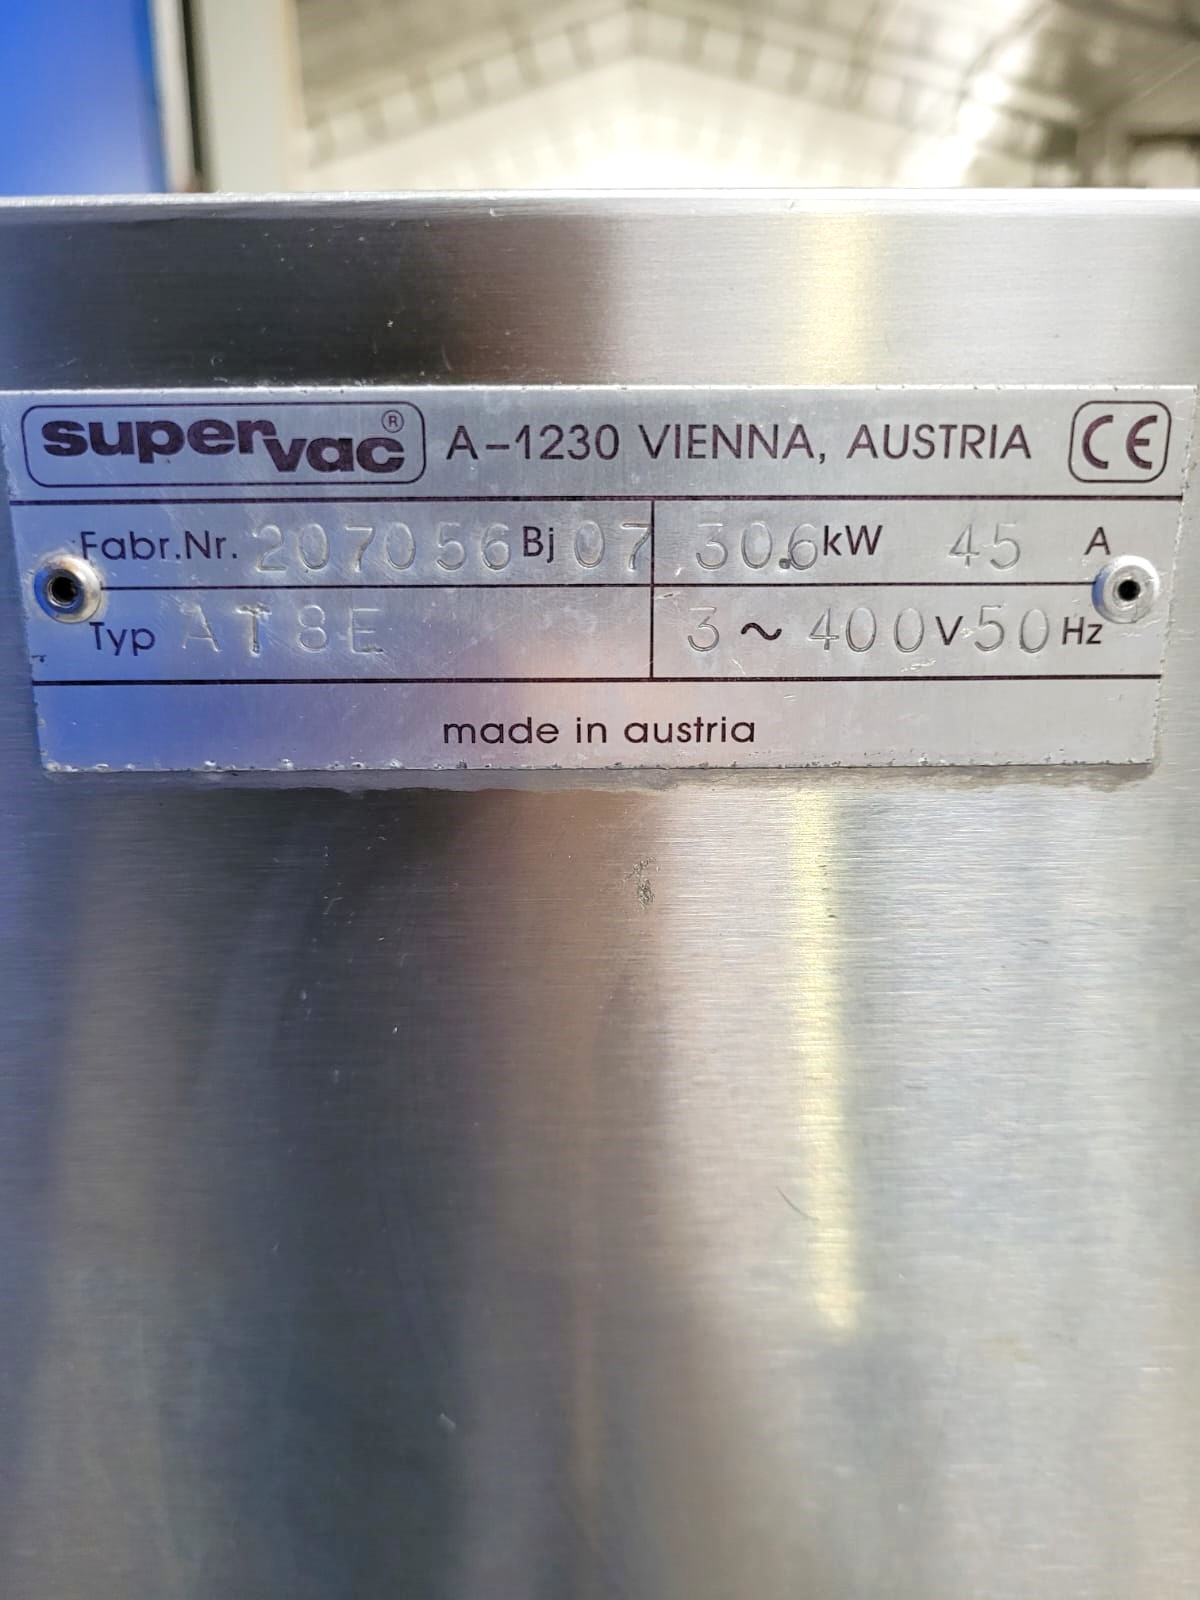 supervac® A-1230 VIENNA, AUSTRIA CE
Fabr.Nr. 207056 Bj 07 30.6 kW 45 A
Typ AT8E 3 ~ 400 V 50 Hz
made in austria